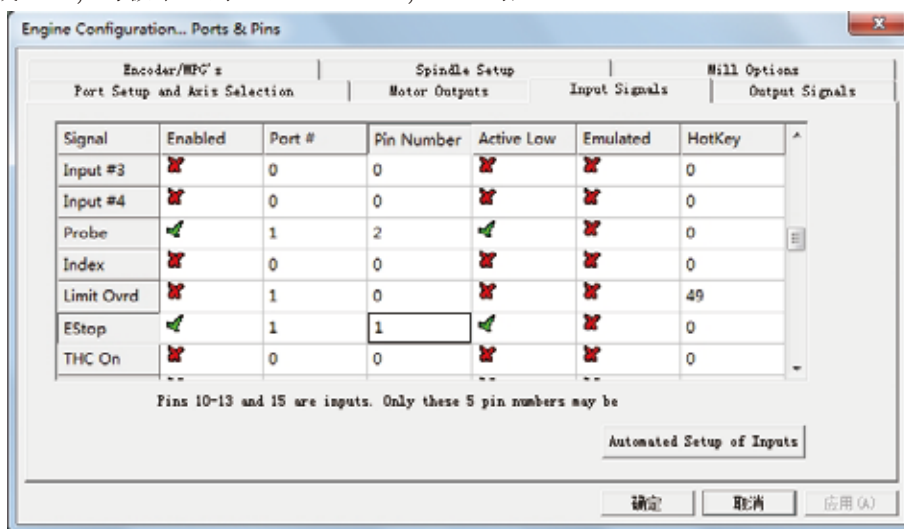 Engine Configuration... Ports & Pins
Encoder/MPG's Spindle Setup Mill Options
Port Setup and Axis Selection Motor Outputs Input Signals Output Signals
Signal Enabled Port # Pin Number Active Low Emulated HotKey
Input #3 0 0 0
Input #4 0 0 0
Probe 1 2 0
Index 0 0 0
Limit Ovrd 1 0 49
EStop 1 1 0
THC On 0 0 0
Pins 10-13 and 15 are inputs. Only these 5 pin numbers may be
Automated Setup of Inputs
确定 取消 应用(A)